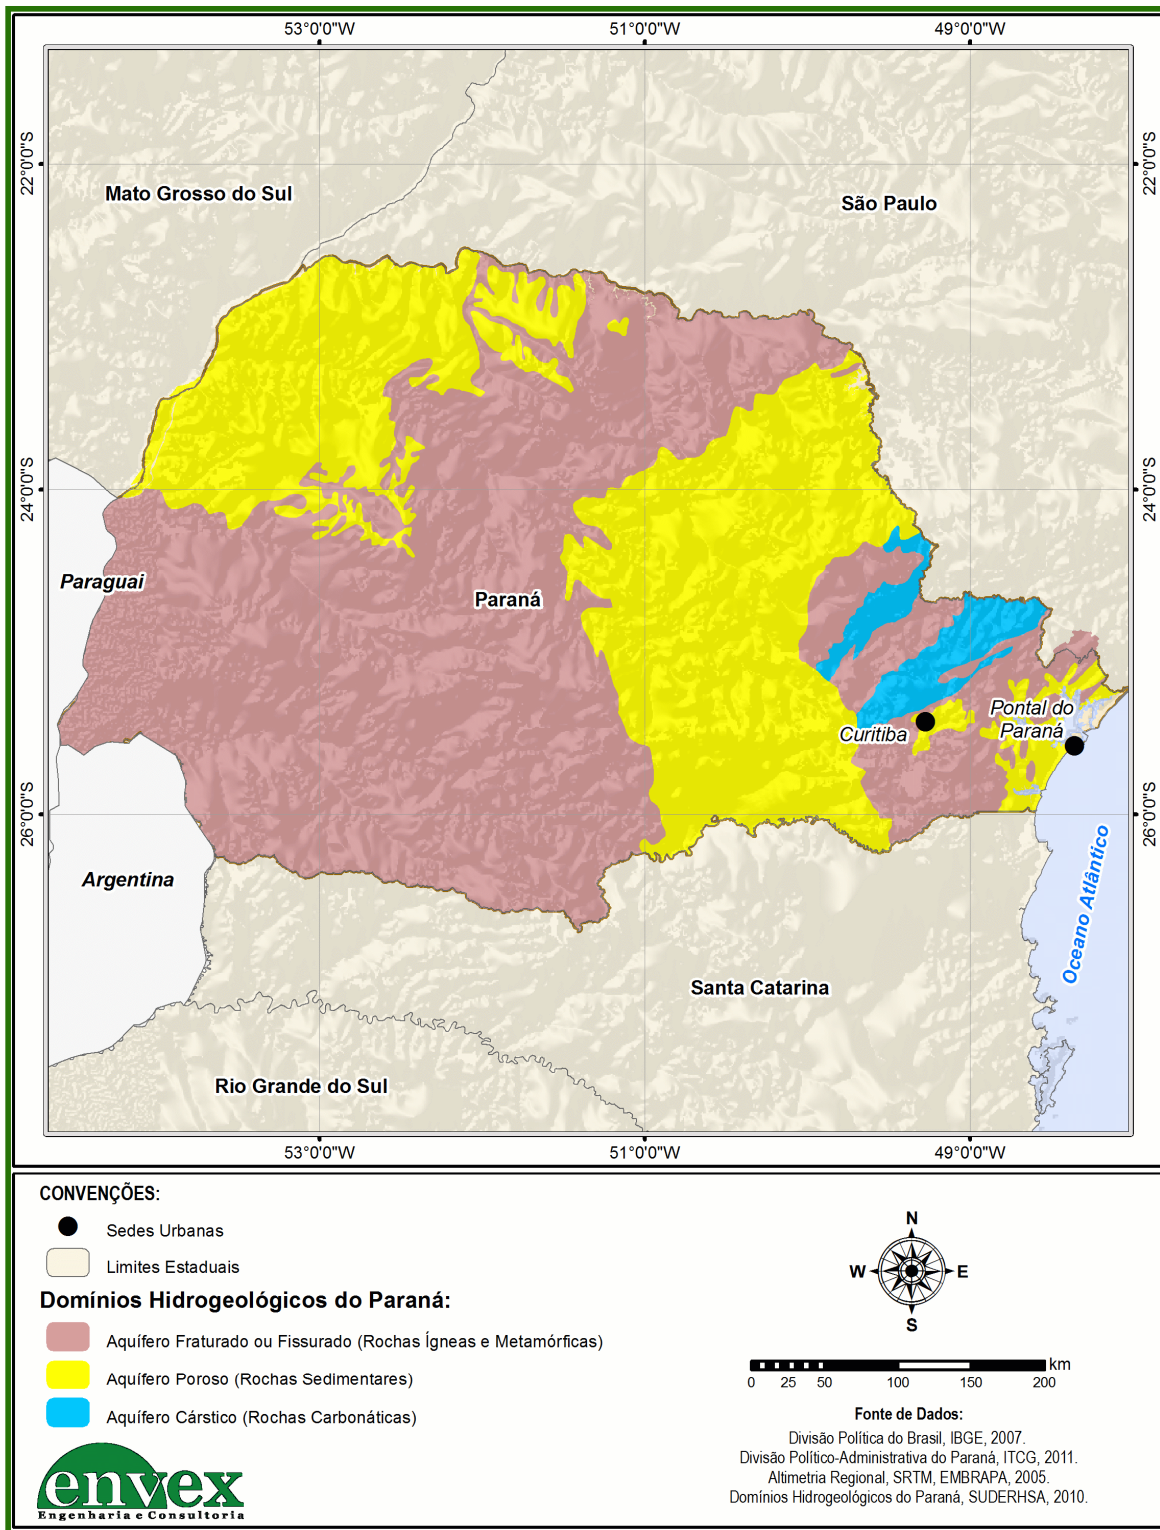 53°0'0"W
51°0'0"W
49°0'0"W
22°0'0"S
22°0'0"S
Mato Grosso do Sul
São Paulo
24°0'0"S
24°0'0"S
Paraguai
Paraná
Pontal do
Paraná
Curitiba
26°0'0"S
26°0'0"S
Argentina
Oceano Atlântico
Santa Catarina
Rio Grande do Sul
53°0'0"W
51°0'0"W
49°0'0"W
CONVENÇÕES:
Sedes Urbanas
Limites Estaduais
Domínios Hidrogeológicos do Paraná:
Aquífero Fraturado ou Fissurado (Rochas Ígneas e Metamórficas)
Aquífero Poroso (Rochas Sedimentares)
Aquífero Cárstico (Rochas Carbonáticas)
envex
Engenharia e Consultoria
N
W
E
S
km
0 25 50 100 150 200
Fonte de Dados:
Divisão Política do Brasil, IBGE, 2007.
Divisão Político-Administrativa do Paraná, ITCG, 2011.
Altimetria Regional, SRTM, EMBRAPA, 2005.
Domínios Hidrogeológicos do Paraná, SUDERHSA, 2010.